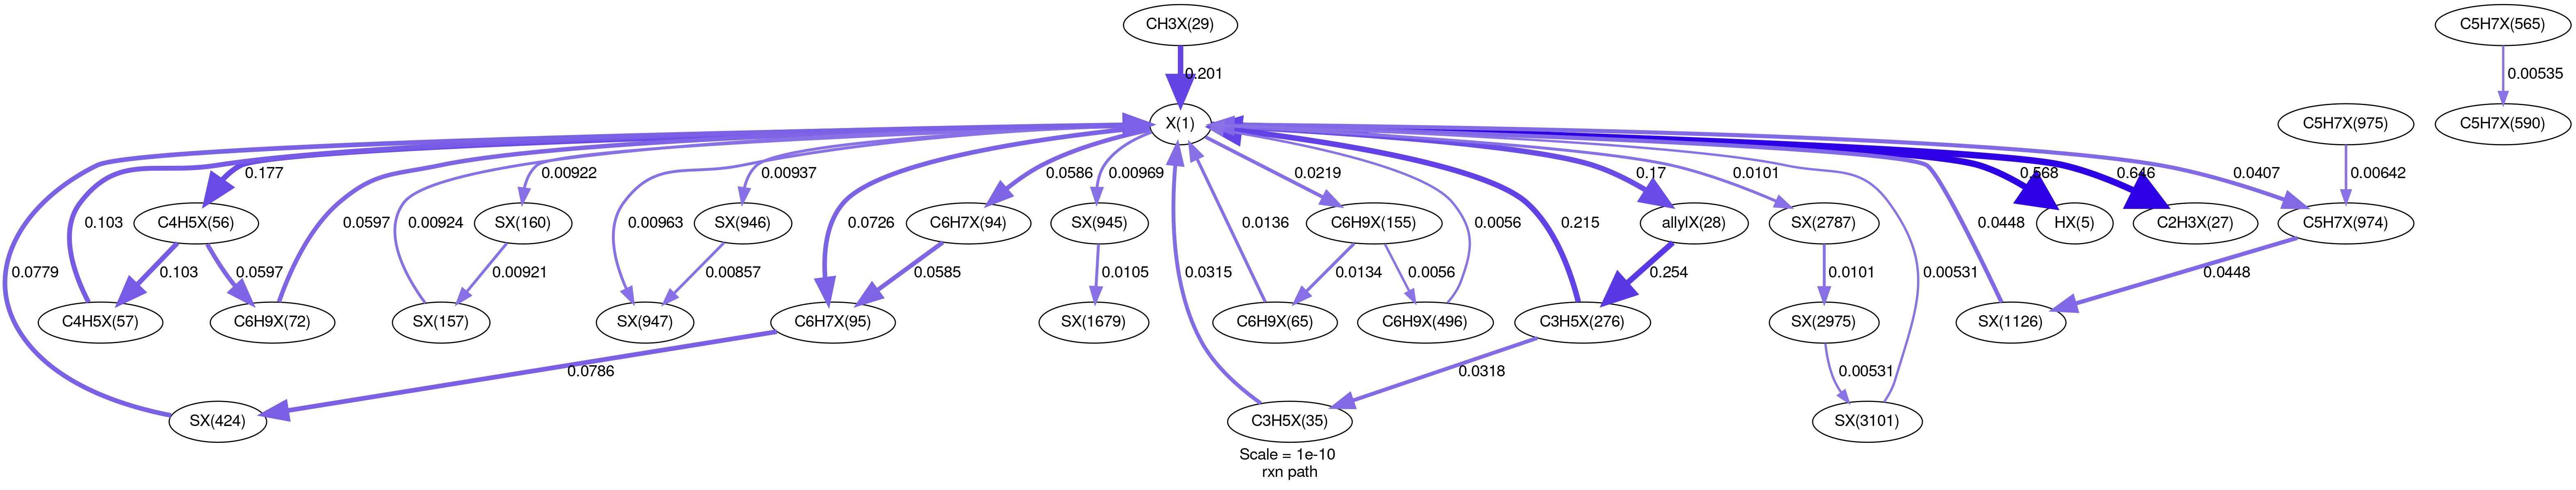 CH3X(29)
C5H7X(565)
0.201
0.00535
X(1)
C5H7X(975)
C5H7X(590)
0.177
0.00922
0.00937
0.0586
0.00969
0.0219
0.17
0.0101
0.568
0.646
0.0407
0.00642
C4H5X(56)
SX(160)
SX(946)
C6H7X(94)
SX(945)
C6H9X(155)
allylX(28)
SX(2787)
HX(5)
C2H3X(27)
C5H7X(974)
0.103
0.0597
0.00924
0.00963
0.0726
0.0136
0.0056
0.215
0.0448
0.0779
0.103
0.0597
0.00921
0.00857
0.0585
0.0105
0.0315
0.0134
0.0056
0.254
0.0101
0.00531
0.0448
C4H5X(57)
C6H9X(72)
SX(157)
SX(947)
C6H7X(95)
SX(1679)
C6H9X(65)
C6H9X(496)
C3H5X(276)
SX(2975)
SX(1126)
0.0786
0.0318
0.00531
SX(424)
C3H5X(35)
SX(3101)
Scale = 1e-10
rxn path